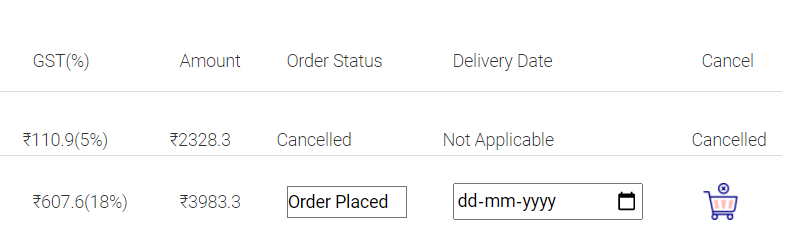 GST(%) Amount Order Status Delivery Date Cancel
₹110.9(5%) ₹2328.3 Cancelled Not Applicable Cancelled
₹607.6(18%) ₹3983.3 Order Placed dd-mm-yyyy